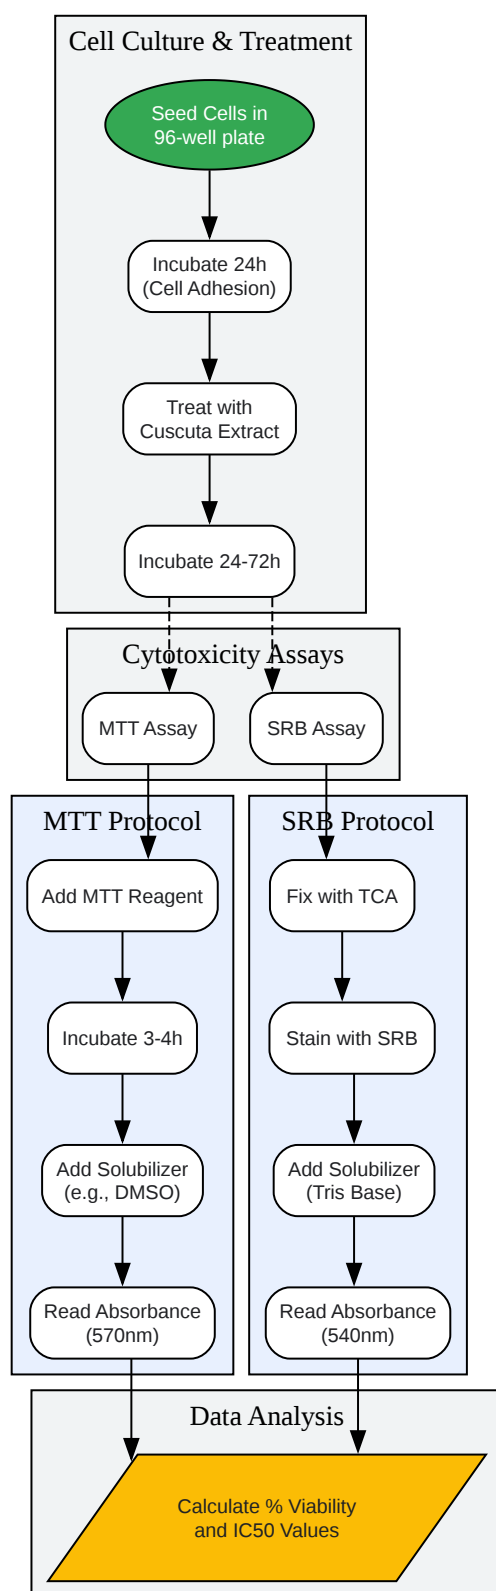 Cell Culture & Treatment
Seed Cells in
96-well plate
Incubate 24h
(Cell Adhesion)
Treat with
Cuscuta Extract
Incubate 24-72h
Cytotoxicity Assays
MTT Assay
SRB Assay
MTT Protocol
Add MTT Reagent
Incubate 3-4h
Add Solubilizer
(e.g., DMSO)
Read Absorbance
(570nm)
SRB Protocol
Fix with TCA
Stain with SRB
Add Solubilizer
(Tris Base)
Read Absorbance
(540nm)
Data Analysis
Calculate % Viability
and IC50 Values